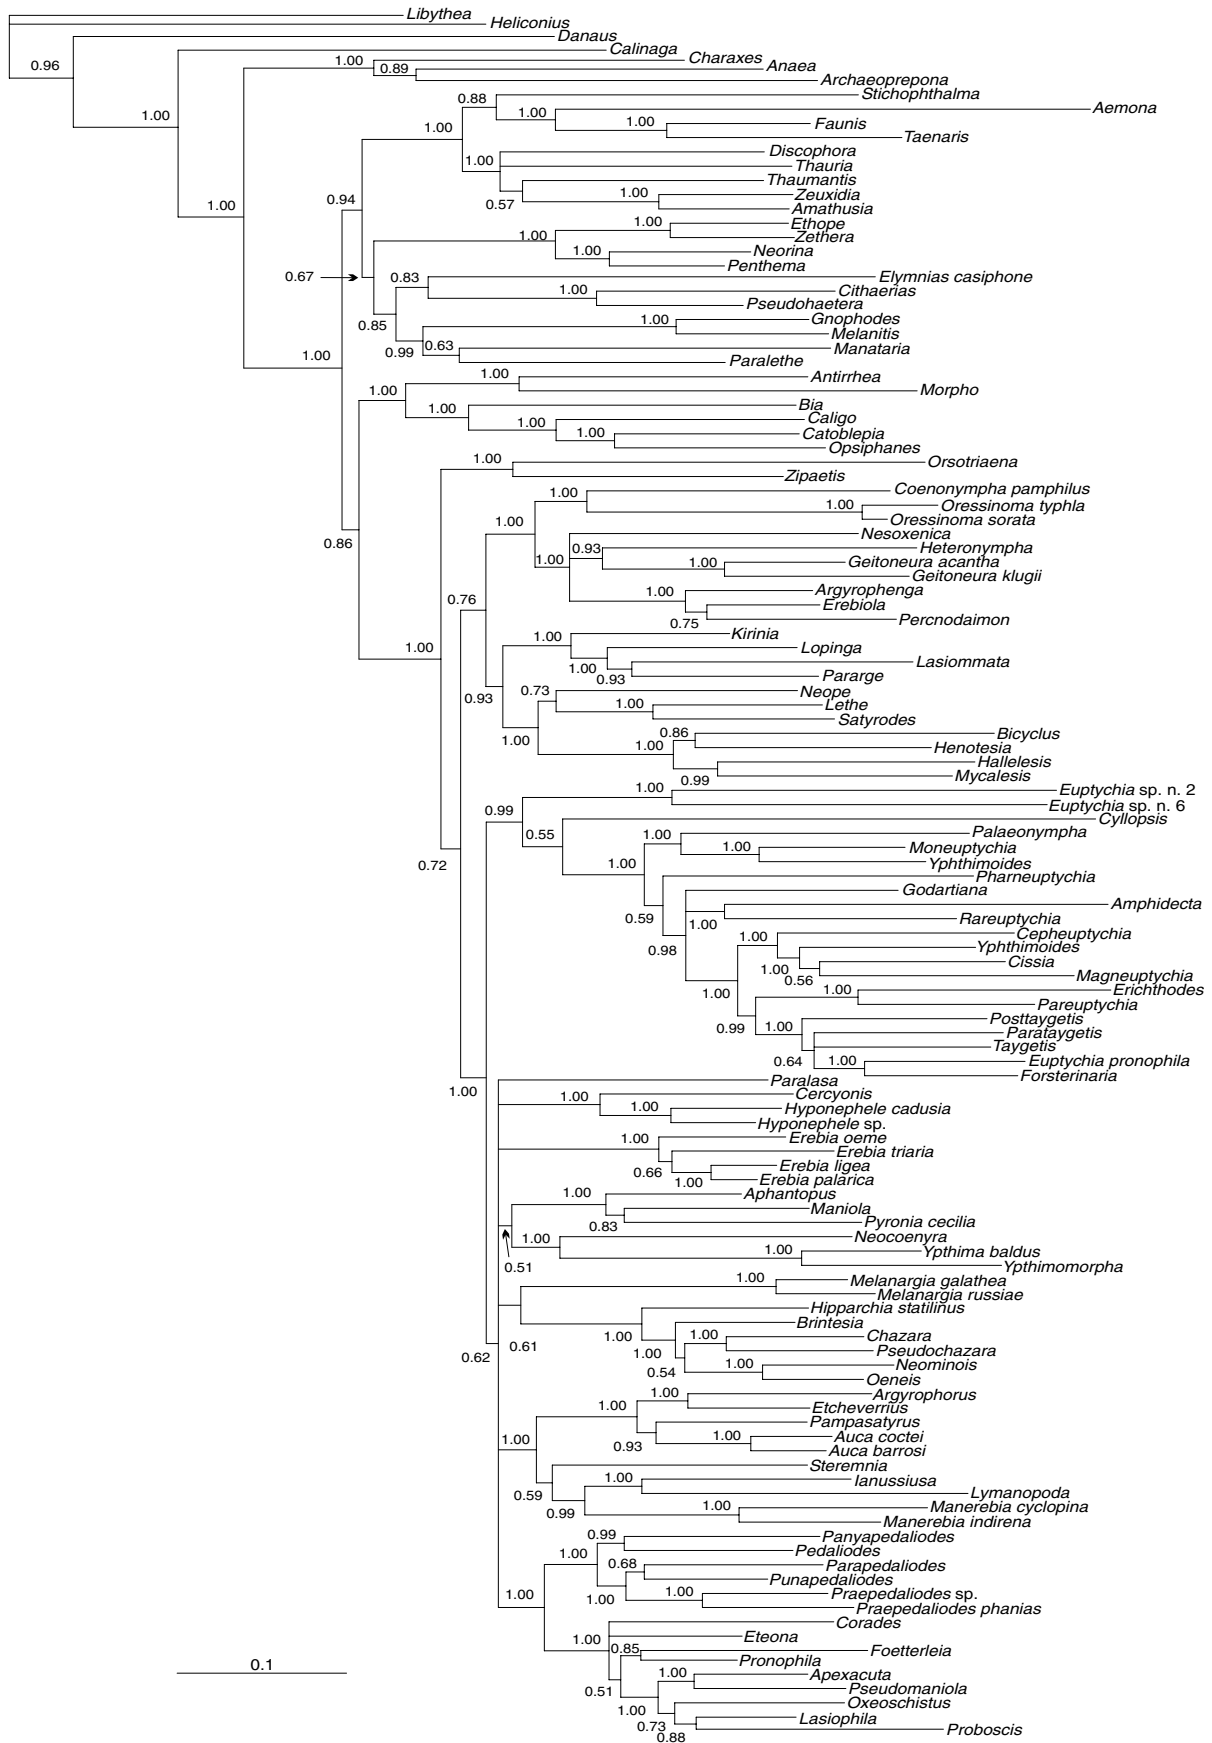 Libythea
Heliconius
Danaus
0.96
Calinaga
Charaxes
1.00
Anaea
0.89
Archaeoprepona
Stichophthalma
0.88
Aemona
1.00
1.00
Faunis
1.00
1.00
Taenaris
Discophora
1.00
Thauria
Thaumantis
Zeuxidia
1.00
0.57
Amathusia
0.94
1.00
Ethope
1.00
Zethera
1.00
Neorina
1.00
Penthema
0.67
Elymnias casiphone
0.83
Cithaerias
1.00
Pseudohaetera
Gnophodes
1.00
0.85
Melanitis
0.63
Manataria
0.99
1.00
Paralethe
Antirrhea
1.00
Morpho
1.00
Bia
1.00
Caligo
1.00
Catoblepia
1.00
Opsiphanes
Orsotriaena
1.00
Zipaetis
Coenonympha pamphilus
1.00
Oressinoma typhla
1.00
1.00
Oressinoma sorata
Nesoxenica
0.86
0.93
Heteronympha
1.00
Geitoneura acantha
1.00
Geitoneura klugii
Argyrophenga
1.00
0.76
Erebiola
Percnodaimon
0.75
Kirinia
1.00
Lopinga
1.00
Lasiommata
1.00
Pararge
0.93
Neope
0.73
0.93
Lethe
1.00
Satyrodes
Bicyclus
0.86
1.00
Henotesia
1.00
Hallelesis
Mycalesis
0.99
Euptychia sp. n. 2
1.00
Euptychia sp. n. 6
0.99
Cyllopsis
0.55
Palaeonympha
1.00
Moneuptychia
1.00
Yphthimoides
0.72
1.00
Pharneuptychia
Godartiana
Amphidecta
0.59
Rareuptychia
1.00
Cepheuptychia
1.00
Yphthimoides
0.98
Cissia
1.00
Magneuptychia
0.56
Erichthodes
1.00
1.00
Pareuptychia
Posttaygetis
0.99
1.00
Parataygetis
Taygetis
Euptychia pronophila
0.64
1.00
Forsterinaria
Paralasa
1.00
Cercyonis
1.00
Hyponephele cadusia
1.00
Hyponephele sp.
Erebia oeme
1.00
Erebia triaria
Erebia ligea
0.66
Erebia palarica
1.00
Aphantopus
1.00
Maniola
Pyronia cecilia
0.83
Neocoenyra
1.00
Ypthima baldus
1.00
Ypthimomorpha
0.51
Melanargia galathea
1.00
Melanargia russiae
Hipparchia statilinus
Brintesia
Chazara
1.00
1.00
0.61
Pseudochazara
1.00
0.62
Neominois
1.00
0.54
Oeneis
Argyrophorus
1.00
Etcheverrius
1.00
Pampasatyrus
Auca coctei
1.00
1.00
0.93
Auca barrosi
Steremnia
Ianussiusa
1.00
Lymanopoda
0.59
Manerebia cyclopina
1.00
0.99
Manerebia indirena
Panyapedaliodes
0.99
Pedaliodes
1.00
Parapedaliodes
0.68
Punapedaliodes
Praepedaliodes sp.
1.00
1.00
1.00
Praepedaliodes phanias
Corades
Eteona
1.00
Foetterleia
0.85
Pronophila
0.1
Apexacuta
1.00
Pseudomaniola
0.51
Oxeoschistus
1.00
Lasiophila
0.73
Proboscis
0.88